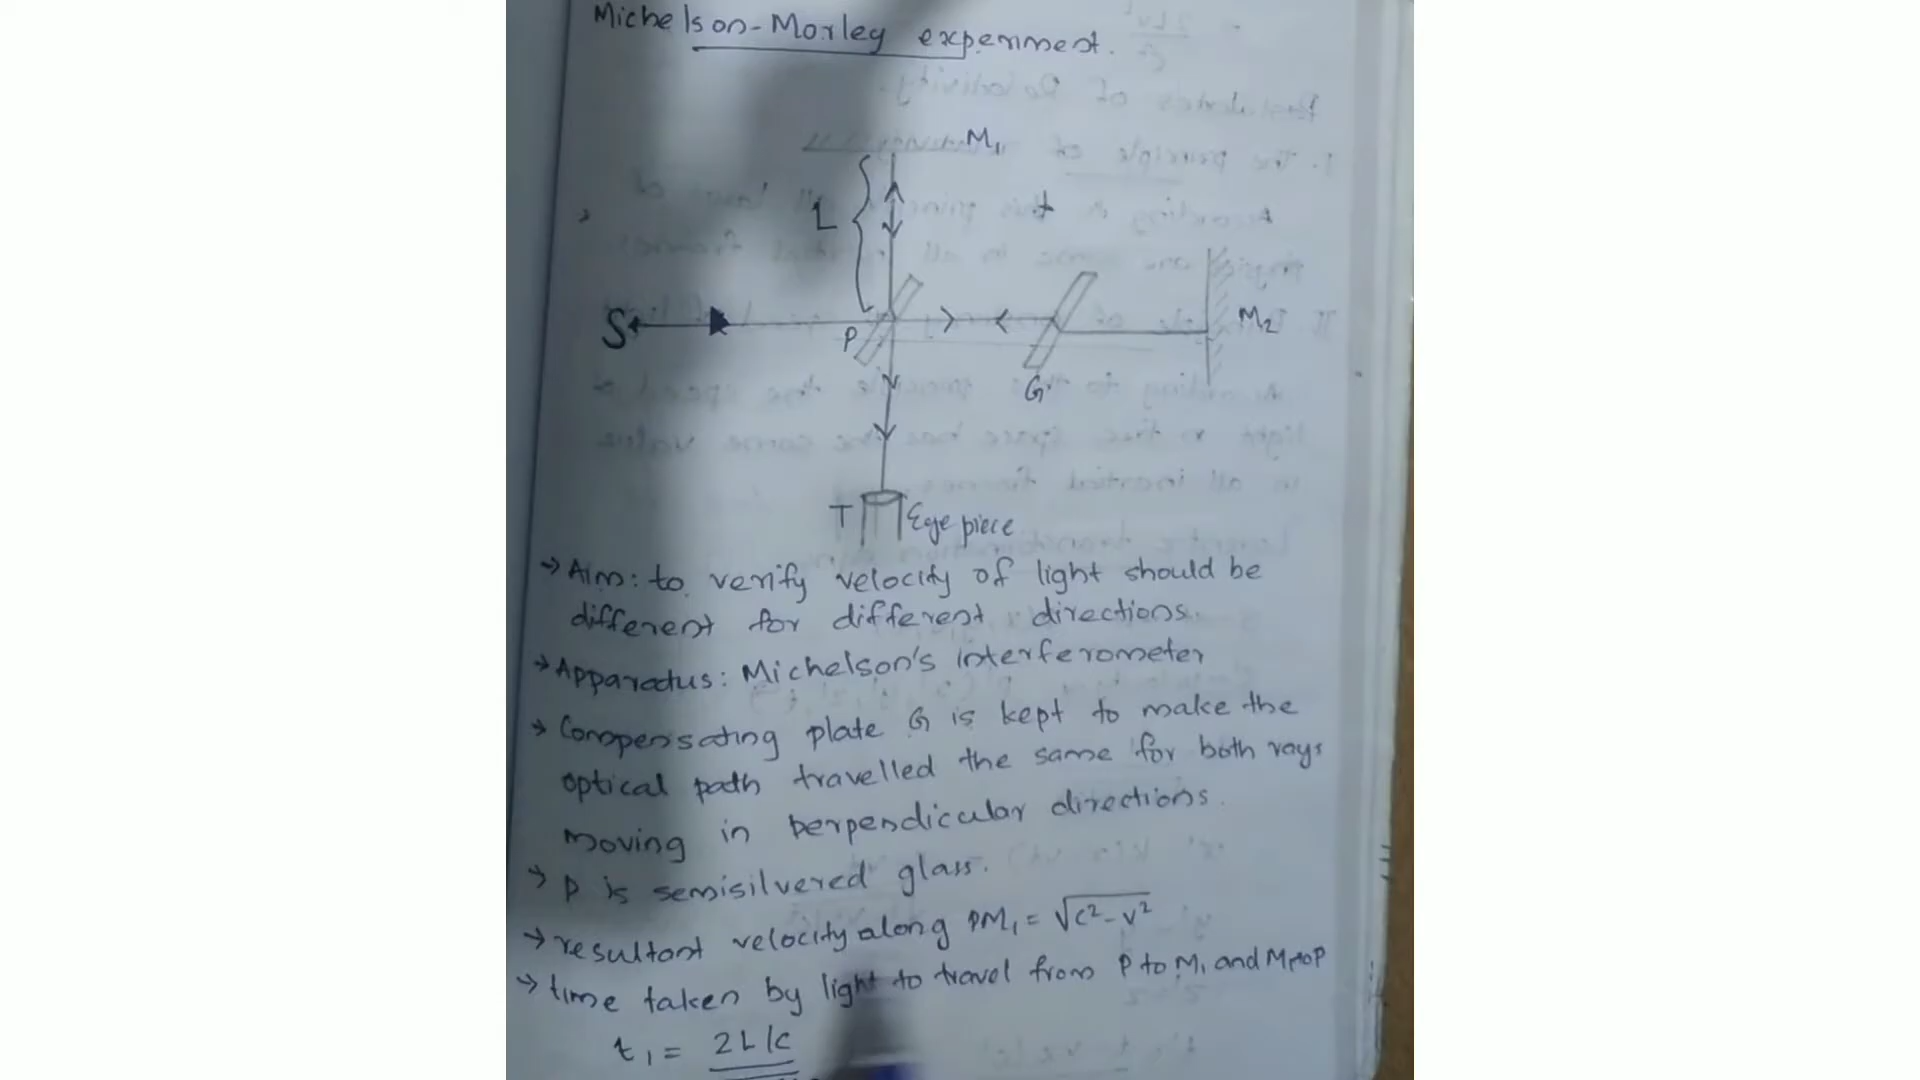 Michelson-Morley experiment.
M1
L
S
P
G
M2
T
Eye piece
→ Aim: to verify velocity of light should be
different for different directions.
→ Apparatus: Michelson's interferometer
→ Compensating plate G is kept to make the
optical path travelled the same for both rays
moving in perpendicular directions.
→ P is semisilvered glass.
→ resultant velocity along PM₁ = √c²-v²
→ time taken by light to travel from P to M₁ and M₁ to P
t₁ = 2L/c